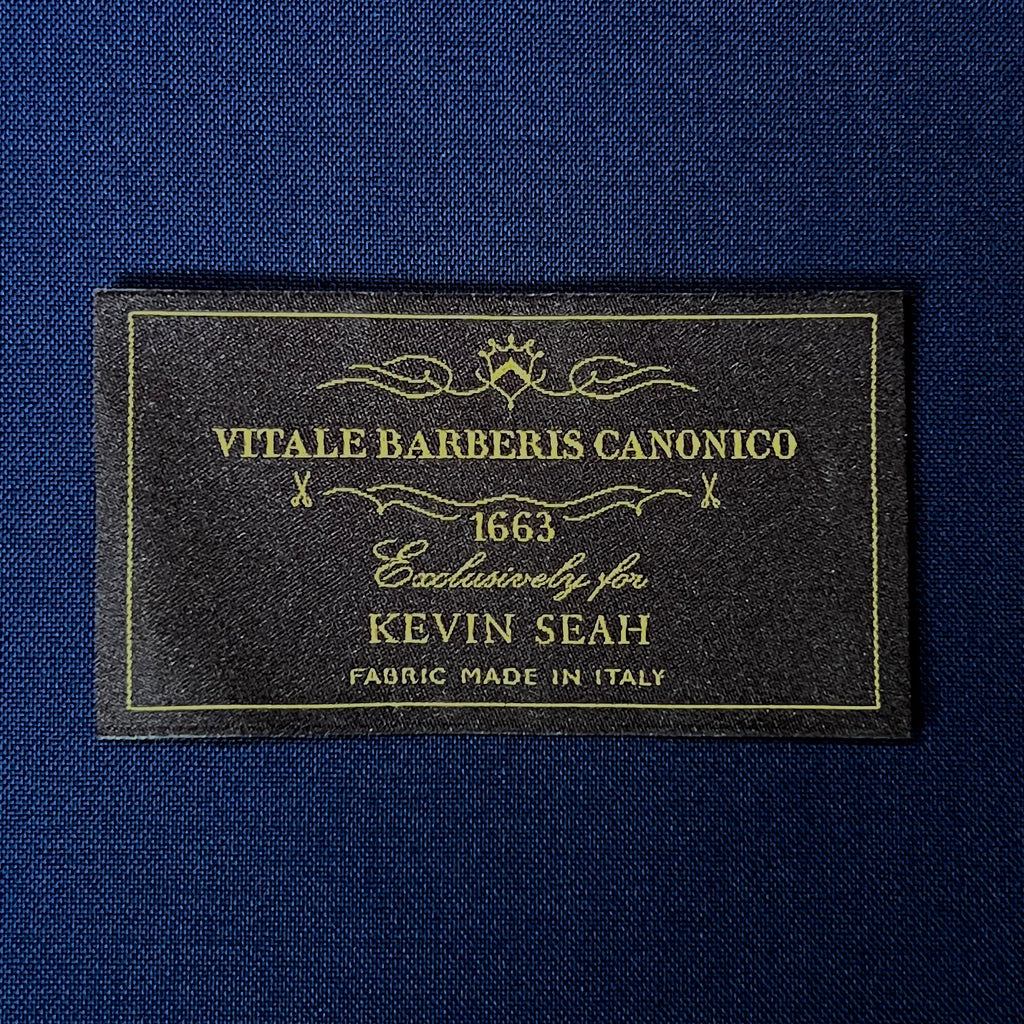 VITALE BARBERIS CANONICO
1663
Exclusively for
KEVIN SEAH
FABRIC MADE IN ITALY